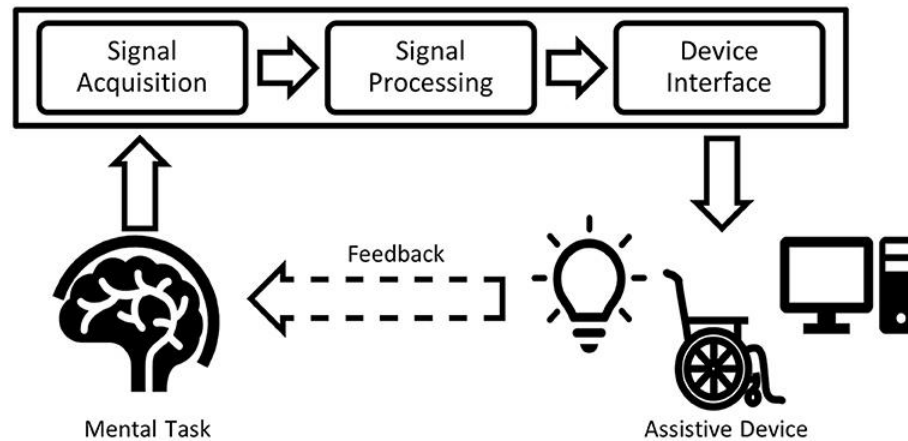 Signal
Acquisition
Signal
Processing
Device
Interface
Feedback
Mental Task
Assistive Device